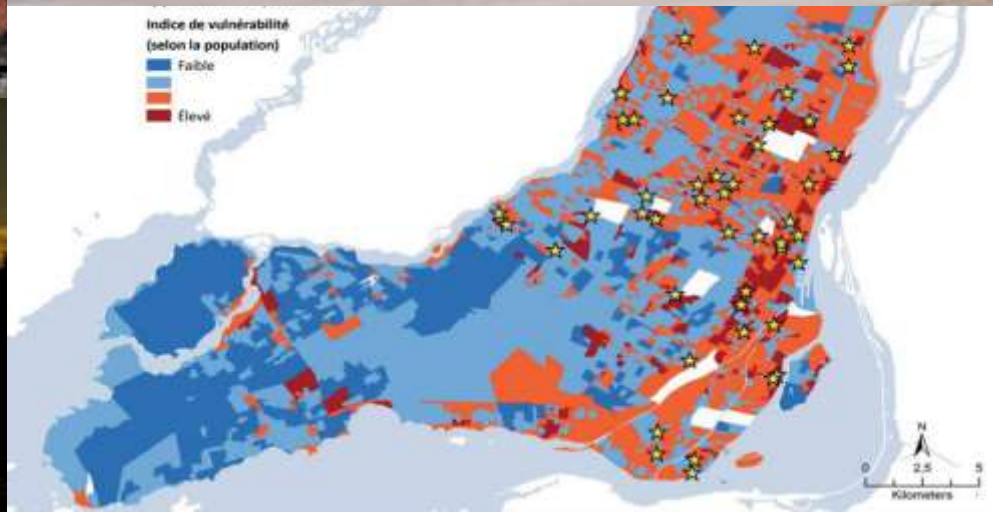 Indice de vulnérabilité
(selon la population)
Faible
Élevé
N
0 2,5 5
Kilometers